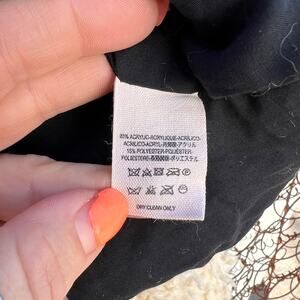 85% ACRYLIC-ACRYLIQUE-ACRILICO-
ACRÍLICO-ACRYL-アクリル
15% POLYESTER-POLYESTER-
POLIESTERE-ポリエステル
DRY CLEAN ONLY